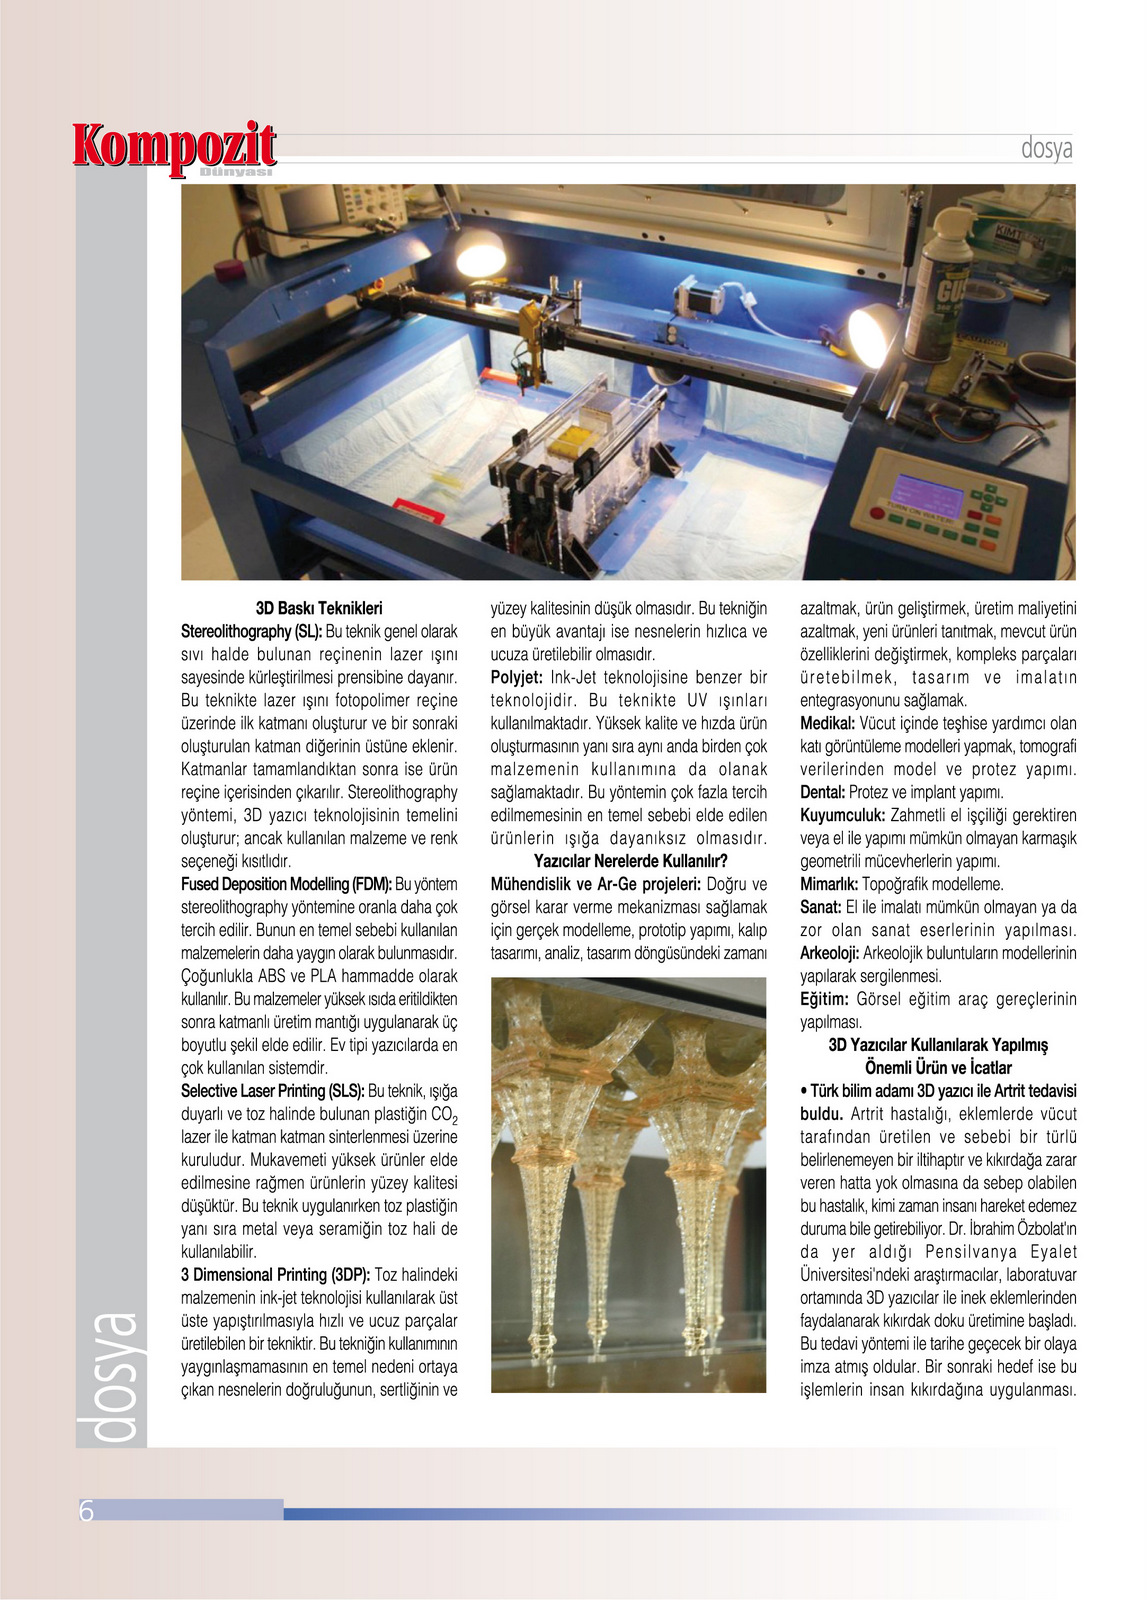 Kompozit
Dünyası
dosya
KIMTECH
TURN ON WATER!
3D Baskı Teknikleri
Stereolithography (SL): Bu teknik genel olarak
sıvı halde bulunan reçinenin lazer ışını
sayesinde kürleştirilmesi prensibine dayanır.
Bu teknikte lazer ışını fotopolimer reçine
üzerinde ilk katmanı oluşturur ve bir sonraki
oluşturulan katman diğerinin üstüne eklenir.
Katmanlar tamamlandıktan sonra ise ürün
reçine içerisinden çıkarılır. Stereolithography
yöntemi, 3D yazıcı teknolojisinin temelini
oluşturur; ancak kullanılan malzeme ve renk
seçeneği kısıtlıdır.
Fused Deposition Modelling (FDM): Bu yöntem
stereolithography yöntemine oranla daha çok
tercih edilir. Bunun en temel sebebi kullanılan
malzemelerin daha yaygın olarak bulunmasıdır.
Çoğunlukla ABS ve PLA hammadde olarak
kullanılır. Bu malzemeler yüksek ısıda eritildikten
sonra katmanlı üretim mantığı uygulanarak üç
boyutlu şekil elde edilir. Ev tipi yazıcılarda en
çok kullanılan sistemdir.
Selective Laser Printing (SLS): Bu teknik, ışığa
duyarlı ve toz halinde bulunan plastiğin CO2
lazer ile katman katman sinterlenmesi üzerine
kuruludur. Mukavemeti yüksek ürünler elde
edilmesine rağmen ürünlerin yüzey kalitesi
düşüktür. Bu teknik uygulanırken toz plastiğin
yanı sıra metal veya seramiğin toz hali de
kullanılabilir.
3 Dimensional Printing (3DP): Toz halindeki
malzemenin ink-jet teknolojisi kullanılarak üst
üste yapıştırılmasıyla hızlı ve ucuz parçalar
üretilebilen bir tekniktir. Bu tekniğin kullanımının
yaygınlaşmamasının en temel nedeni ortaya
çıkan nesnelerin doğruluğunun, sertliğinin ve
yüzey kalitesinin düşük olmasıdır. Bu tekniğin
en büyük avantajı ise nesnelerin hızlıca ve
ucuza üretilebilir olmasıdır.
Polyjet: Ink-Jet teknolojisine benzer bir
teknolojidir. Bu teknikte UV ışınları
kullanılmaktadır. Yüksek kalite ve hızda ürün
oluşturmasının yanı sıra aynı anda birden çok
malzemenin kullanımına da olanak
sağlamaktadır. Bu yöntemin çok fazla tercih
edilmemesinin en temel sebebi elde edilen
ürünlerin ışığa dayanıksız olmasıdır.
Yazıcılar Nerelerde Kullanılır?
Mühendislik ve Ar-Ge projeleri: Doğru ve
görsel karar verme mekanizması sağlamak
için gerçek modelleme, prototip yapımı, kalıp
tasarımı, analiz, tasarım döngüsündeki zamanı
azaltmak, ürün geliştirmek, üretim maliyetini
azaltmak, yeni ürünleri tanıtmak, mevcut ürün
özelliklerini değiştirmek, kompleks parçaları
üretebilmek, tasarım ve imalatın
entegrasyonunu sağlamak.
Medikal: Vücut içinde teşhise yardımcı olan
katı görüntüleme modelleri yapmak, tomografi
verilerinden model ve protez yapımı.
Dental: Protez ve implant yapımı.
Kuyumculuk: Zahmetli el işçiliği gerektiren
veya el ile yapımı mümkün olmayan karmaşık
geometrili mücevherlerin yapımı.
Mimarlık: Topoğrafik modelleme.
Sanat: El ile imalatı mümkün olmayan ya da
zor olan sanat eserlerinin yapılması.
Arkeoloji: Arkeolojik buluntuların modellerinin
yapılarak sergilenmesi.
Eğitim: Görsel eğitim araç gereçlerinin
yapılması.
3D Yazıcılar Kullanılarak Yapılmış
Önemli Ürün ve İcatlar
• Türk bilim adamı 3D yazıcı ile Artrit tedavisi
buldu. Artrit hastalığı, eklemlerde vücut
tarafından üretilen ve sebebi bir türlü
belirlenemeyen bir iltihaptır ve kıkırdağa zarar
veren hatta yok olmasına da sebep olabilen
bu hastalık, kimi zaman insanı hareket edemez
duruma bile getirebiliyor. Dr. İbrahim Özbolat'ın
da yer aldığı Pensilvanya Eyalet
Üniversitesi'ndeki araştırmacılar, laboratuvar
ortamında 3D yazıcılar ile inek eklemlerinden
faydalanarak kıkırdak doku üretimine başladı.
Bu tedavi yöntemi ile tarihe geçecek bir olaya
imza atmış oldular. Bir sonraki hedef ise bu
işlemlerin insan kıkırdağına uygulanması.
dosya
6